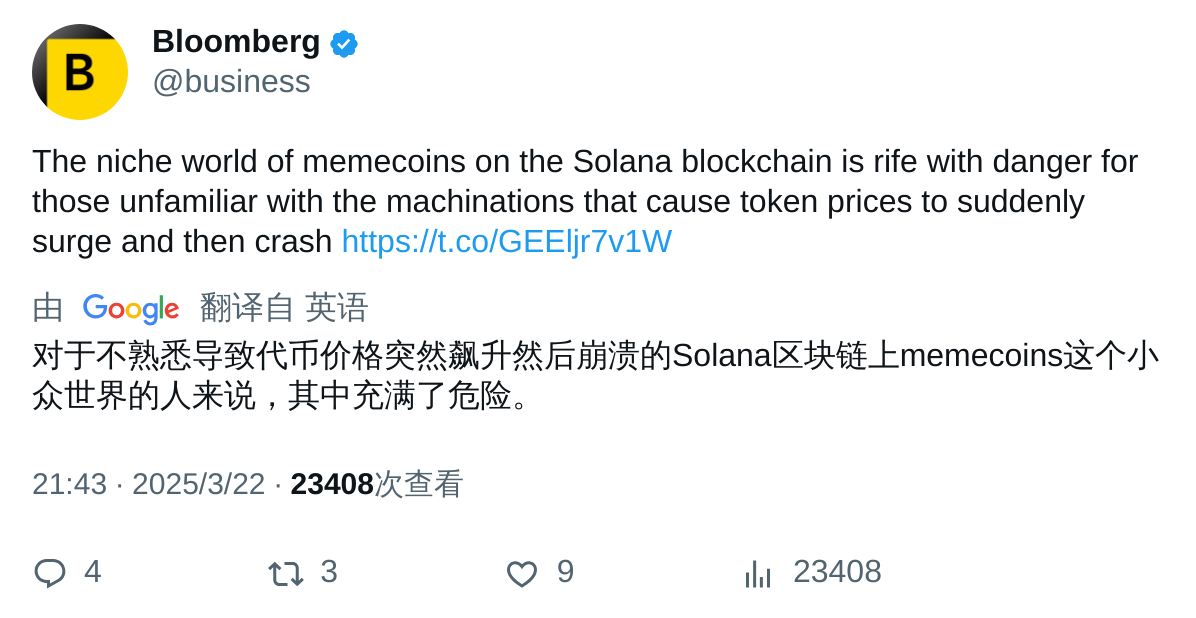 B
Bloomberg
@business
The niche world of memecoins on the Solana blockchain is rife with danger for
those unfamiliar with the machinations that cause token prices to suddenly
surge and then crash https://t.co/GEEljr7v1W
由 Google 翻译自 英语
对于不熟悉导致代币价格突然飙升然后崩溃的Solana区块链上memecoins这个小
众世界的人来说，其中充满了危险。
21:43 · 2025/3/22 · 23408次查看
4 3 9 23408